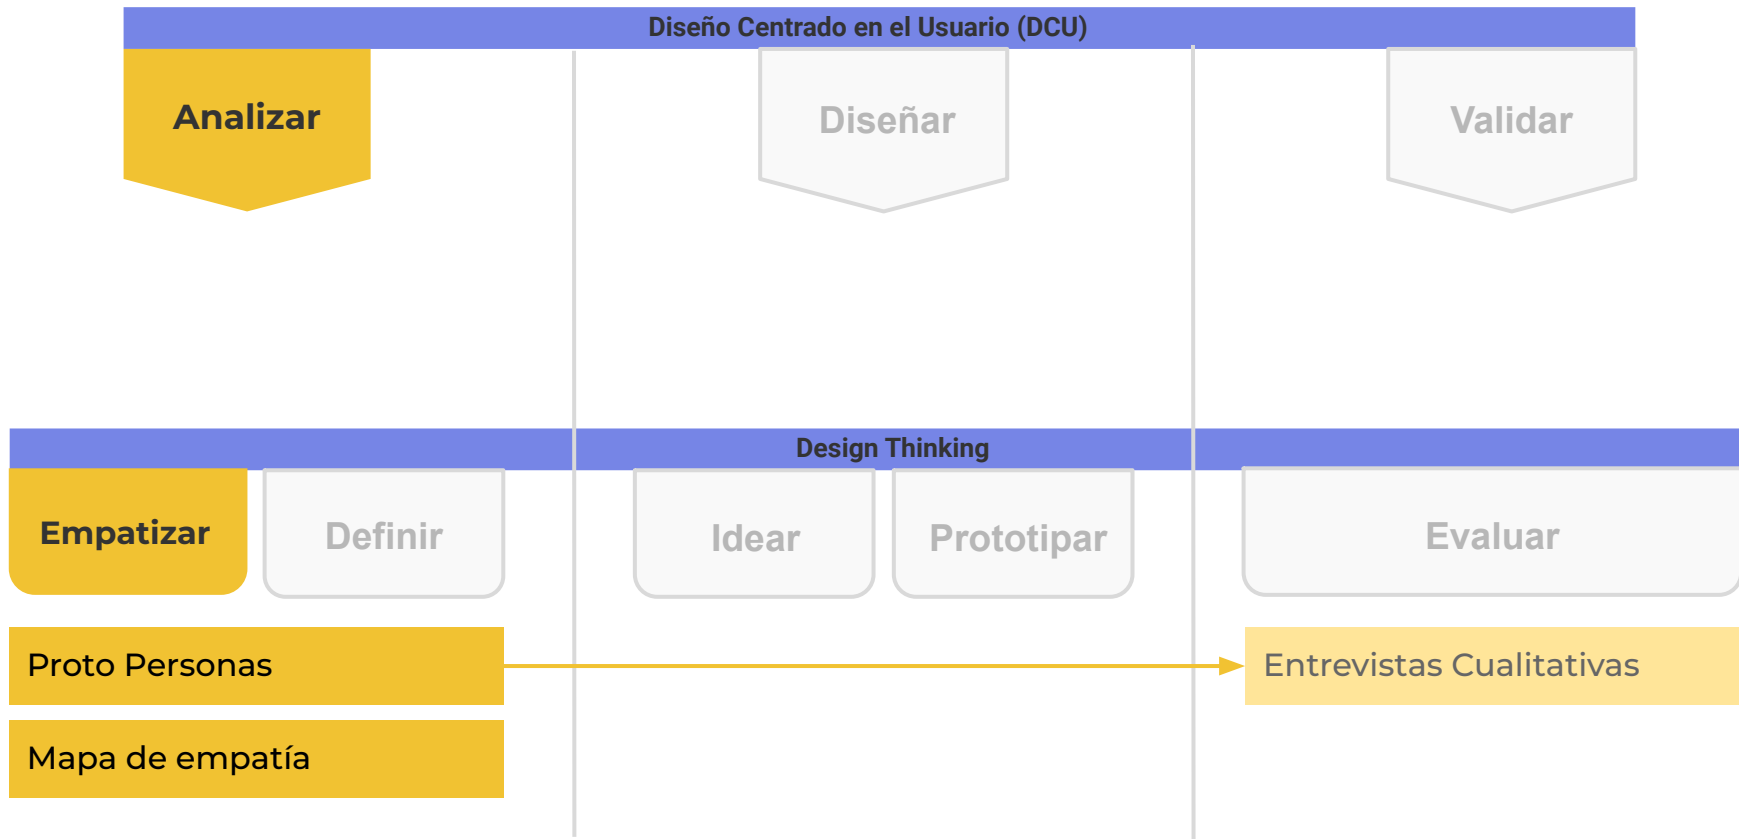 Diseño Centrado en el Usuario (DCU)
Analizar
Diseñar
Validar
Design Thinking
Empatizar
Definir
Idear
Prototipar
Evaluar
Proto Personas
Entrevistas Cualitativas
Mapa de empatía